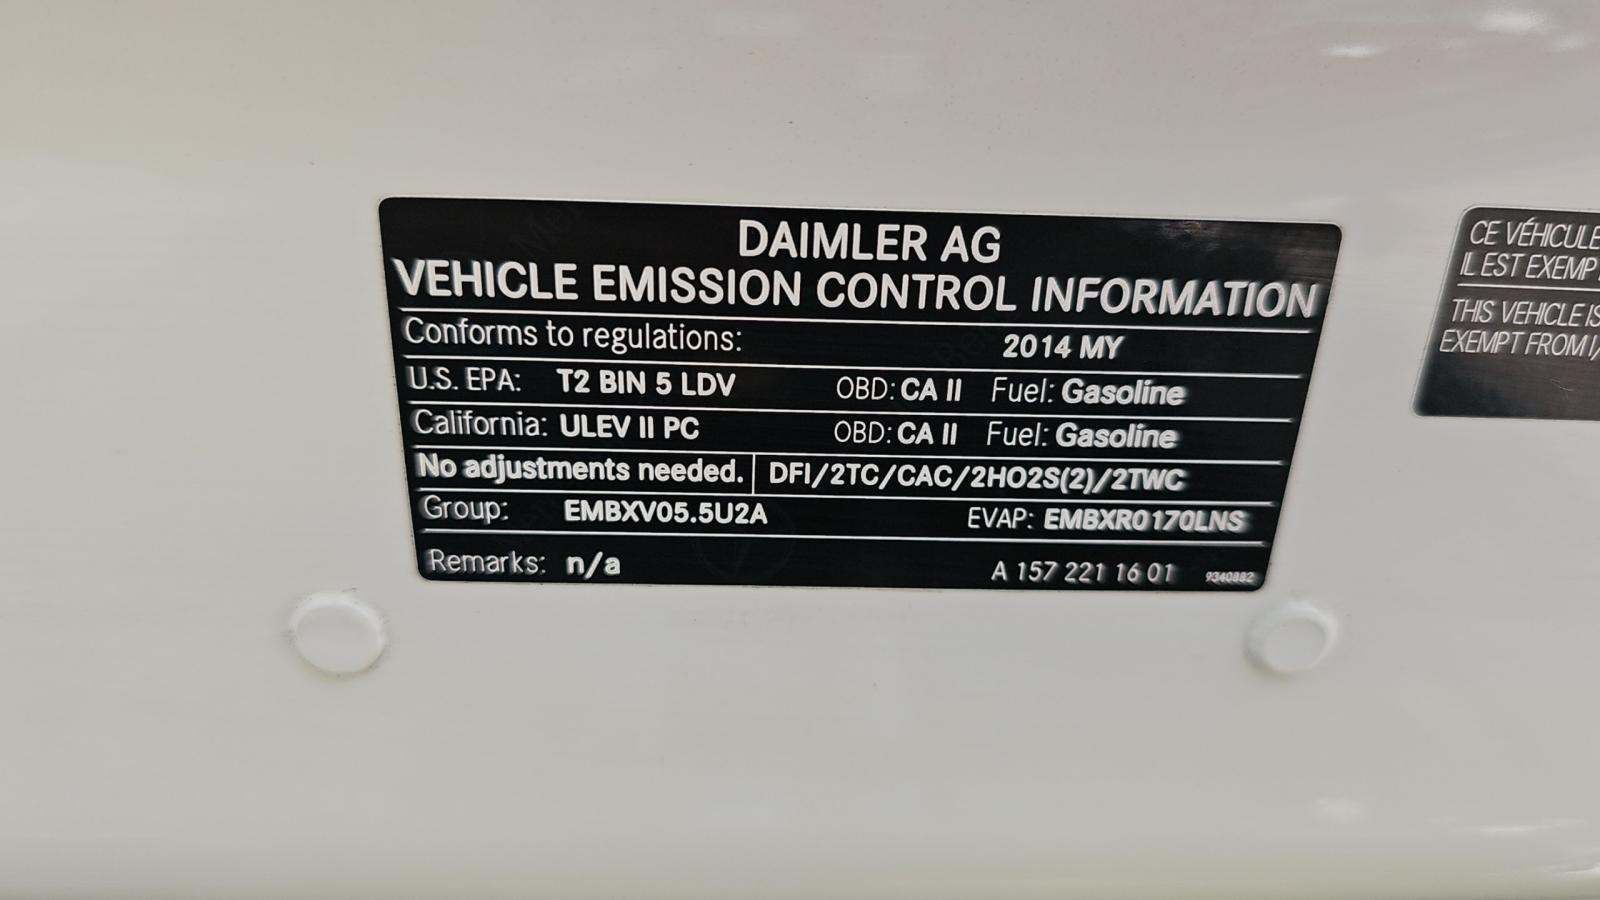 DAIMLER AG
VEHICLE EMISSION CONTROL INFORMATION
Conforms to regulations: 2014 MY
U.S. EPA: T2 BIN 5 LDV OBD: CA II Fuel: Gasoline
California: ULEV II PC OBD: CA II Fuel: Gasoline
No adjustments needed. DFI/2TC/CAC/2HO2S(2)/2TWC
Group: EMBXV05.5U2A EVAP: EMBXR0170LNS
Remarks: n/a A 157 221 16 01 9340882
CE VÉHICULE
IL EST EXEMP
THIS VEHICLE IS
EXEMPT FROM I/